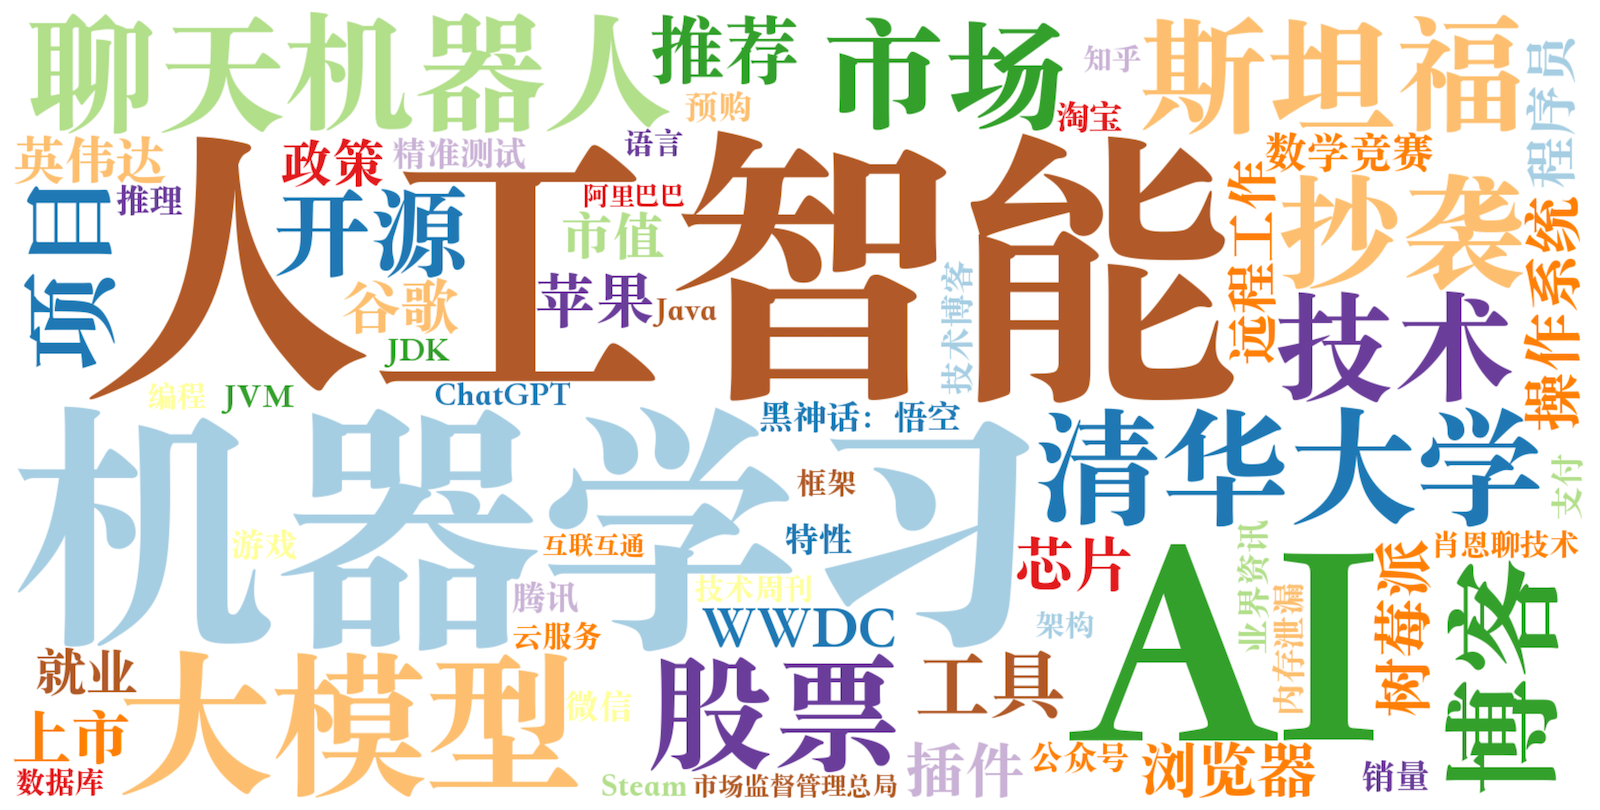 聊天机器人
推荐
市场
知乎
斯坦福
程序员
预购
淘宝
英伟达
政策
精准测试
语言
数学竞赛
人工智能
项目
推理
开源
阿里巴巴
市值
远程工作
抄袭
操作系统
谷歌
苹果
Java
技术博客
技术
JDK
编程
JVM
ChatGPT
黑神话：悟空
清华大学
机器学习
框架
支付
游戏
互联互通
特性
芯片
AI
业界资讯
肖恩聊技术
腾讯
技术周刊
架构
内存泄漏
树莓派
博客
云服务
WWDC
就业
大模型
微信
股票
工具
上市
插件
公众号
浏览器
数据库
Steam
市场监督管理总局
销量